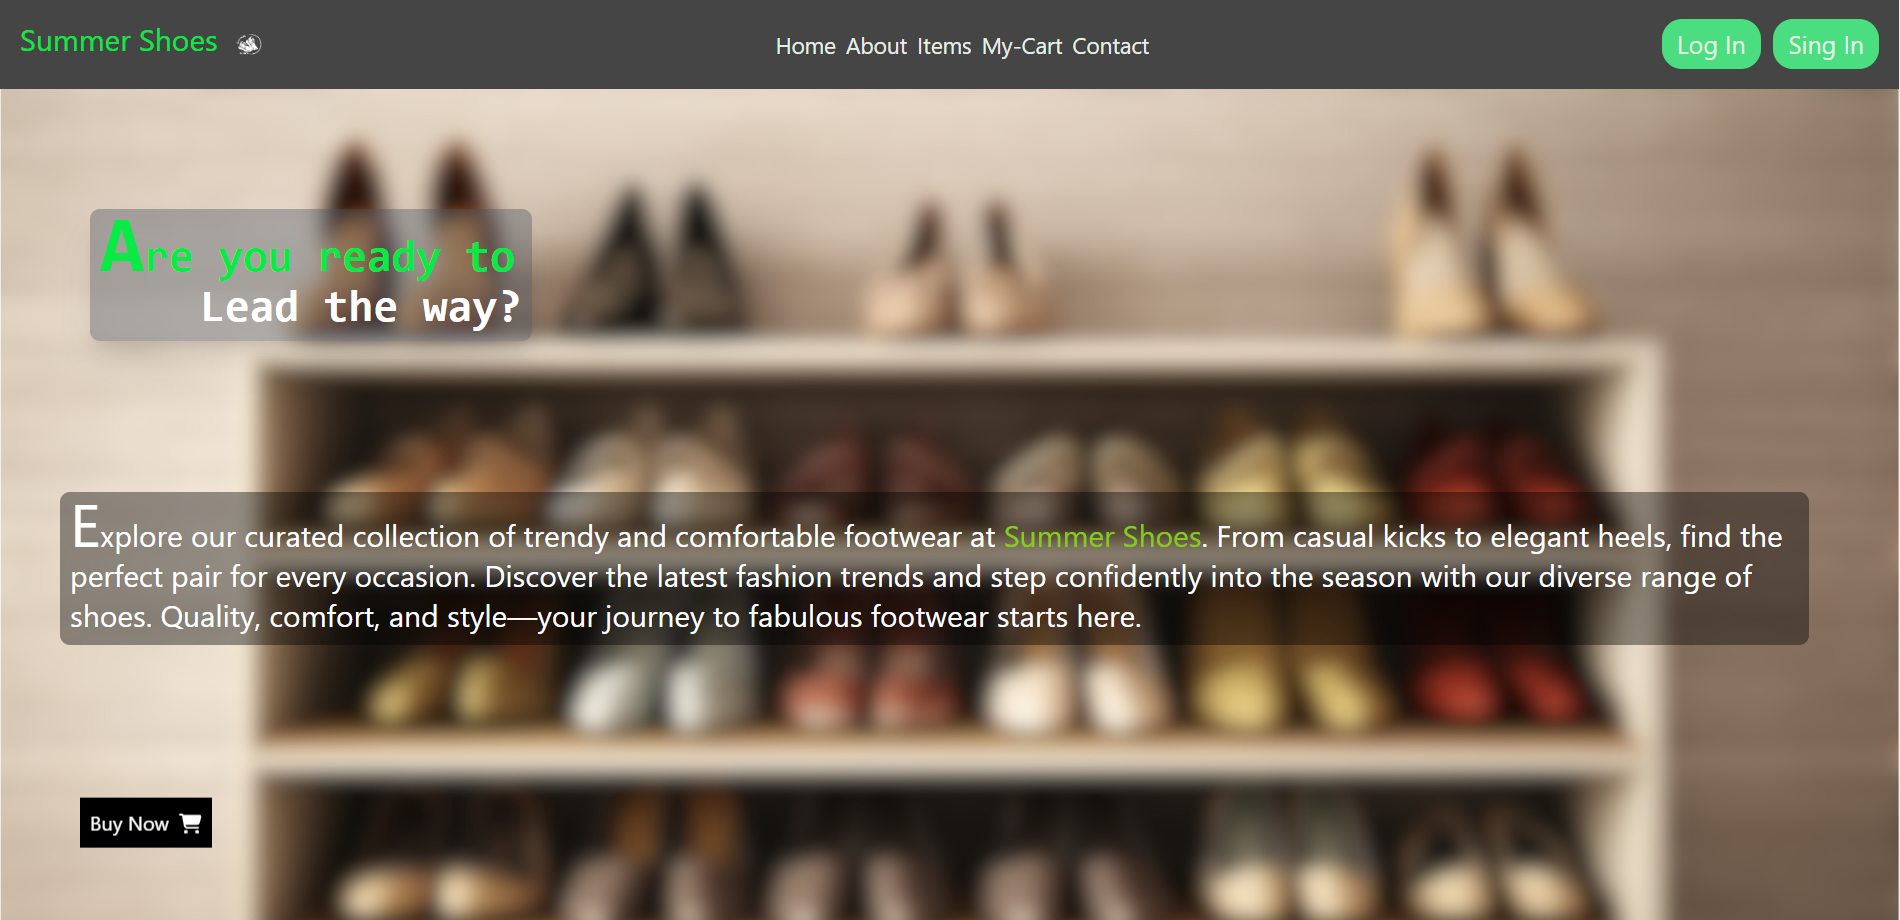 Summer Shoes
Home About Items My-Cart Contact
Log In
Sing In
Are you ready to
Lead the way?
Explore our curated collection of trendy and comfortable footwear at Summer Shoes. From casual kicks to elegant heels, find the
perfect pair for every occasion. Discover the latest fashion trends and step confidently into the season with our diverse range of
shoes. Quality, comfort, and style—your journey to fabulous footwear starts here.
Buy Now